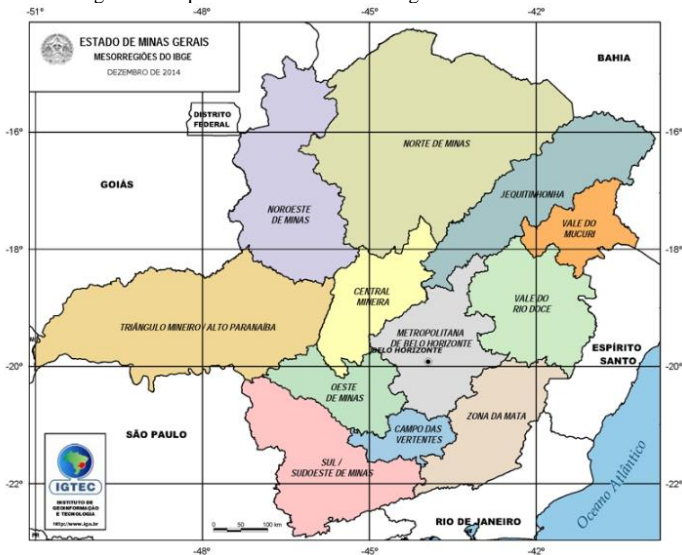 -51°
-48°
-45°
-42°
ESTADO DE MINAS GERAIS
MESORREGIÕES DO IBGE
DEZEMBRO DE 2014
BAHIA
DISTRITO
FEDERAL
-16°
-16°
NORTE DE MINAS
GOIÁS
JEQUITINHONHA
NOROESTE
DE MINAS
VALE DO
MUCURI
-18°
-18°
CENTRAL
MINEIRA
VALE DO
RIO DOCE
TRIÂNGULO MINEIRO / ALTO PARANAÍBA
METROPOLITANA
DE BELO HORIZONTE
BELO HORIZONTE
ESPÍRITO
SANTO
-20°
-20°
OESTE
DE MINAS
ZONA DA MATA
SÃO PAULO
CAMPO DAS
VERTENTES
SUL /
SUDOESTE DE MINAS
IGTEC
INSTITUTO DE
GEOINFORMAÇÃO
E TECNOLOGIA
Oceano Atlântico
-22°
-22°
0 50 100 km
RIO DE JANEIRO
PR
-48°
-45°
-42°